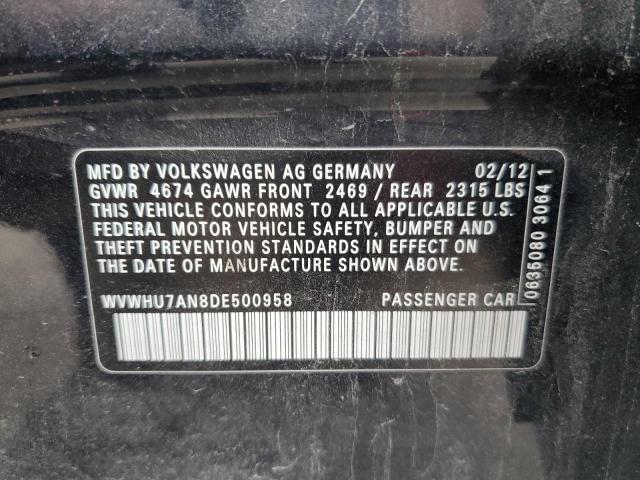 MFD BY VOLKSWAGEN AG GERMANY 02/12
GVWR 4674 GAWR FRONT 2469 / REAR 2315 LBS
THIS VEHICLE CONFORMS TO ALL APPLICABLE U.S.
FEDERAL MOTOR VEHICLE SAFETY, BUMPER AND
THEFT PREVENTION STANDARDS IN EFFECT ON
THE DATE OF MANUFACTURE SHOWN ABOVE.
WVWHU7AN8DE500958 PASSENGER CAR
0635080 3064 1